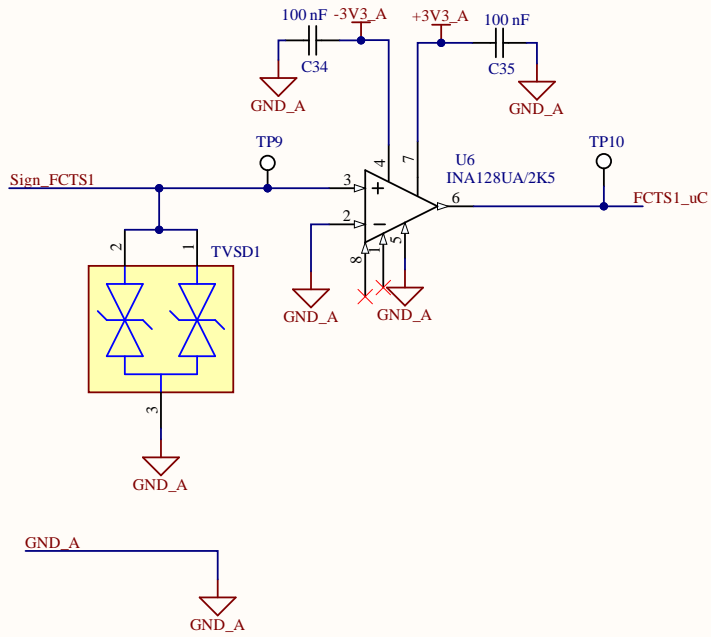 100 nF
-3V3_A
+3V3_A
100 nF
C34
C35
GND_A
GND_A
TP9
TP10
4
7
U6
INA128UA/2K5
Sign_FCTS1
3
6
FCTS1_uC
2
8
1
5
2
1
TVSD1
GND_A
GND_A
3
GND_A
GND_A
GND_A